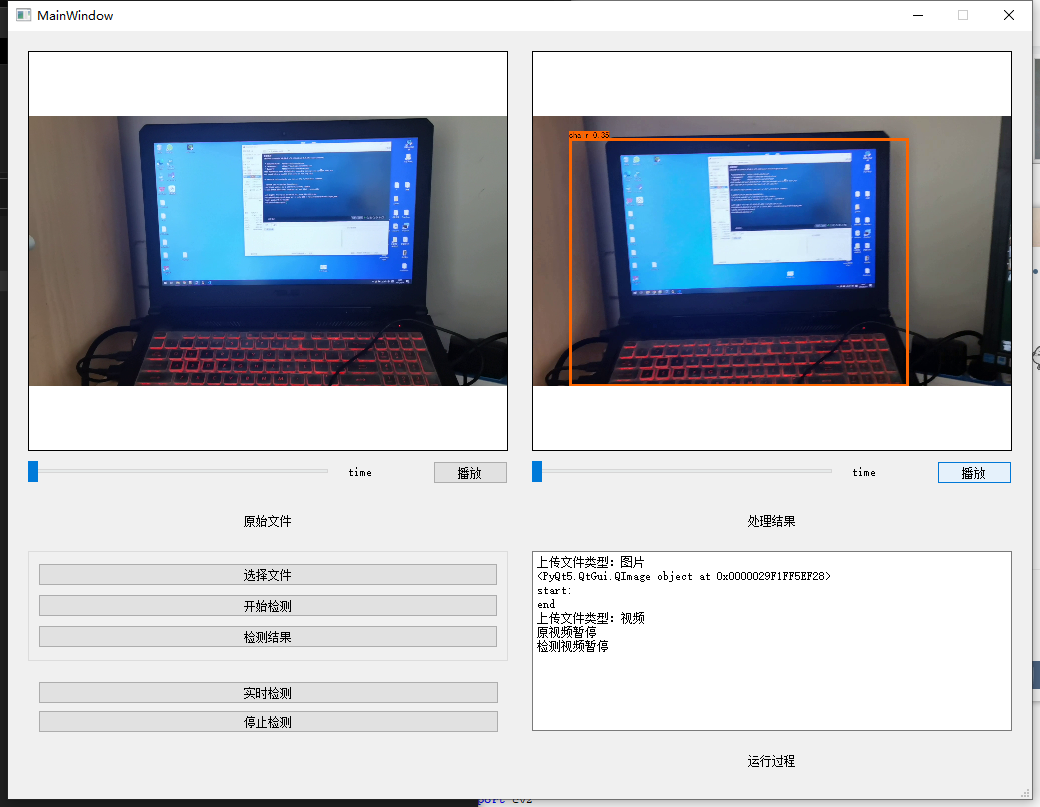 MainWindow
chair 0.35
time
播放
time
播放
原始文件
处理结果
选择文件
开始检测
检测结果
实时检测
停止检测
上传文件类型：图片
<PyQt5.QtGui.QImage object at 0x0000029F1FF5EF28>
start:
end
上传文件类型：视频
原视频暂停
检测视频暂停
运行过程